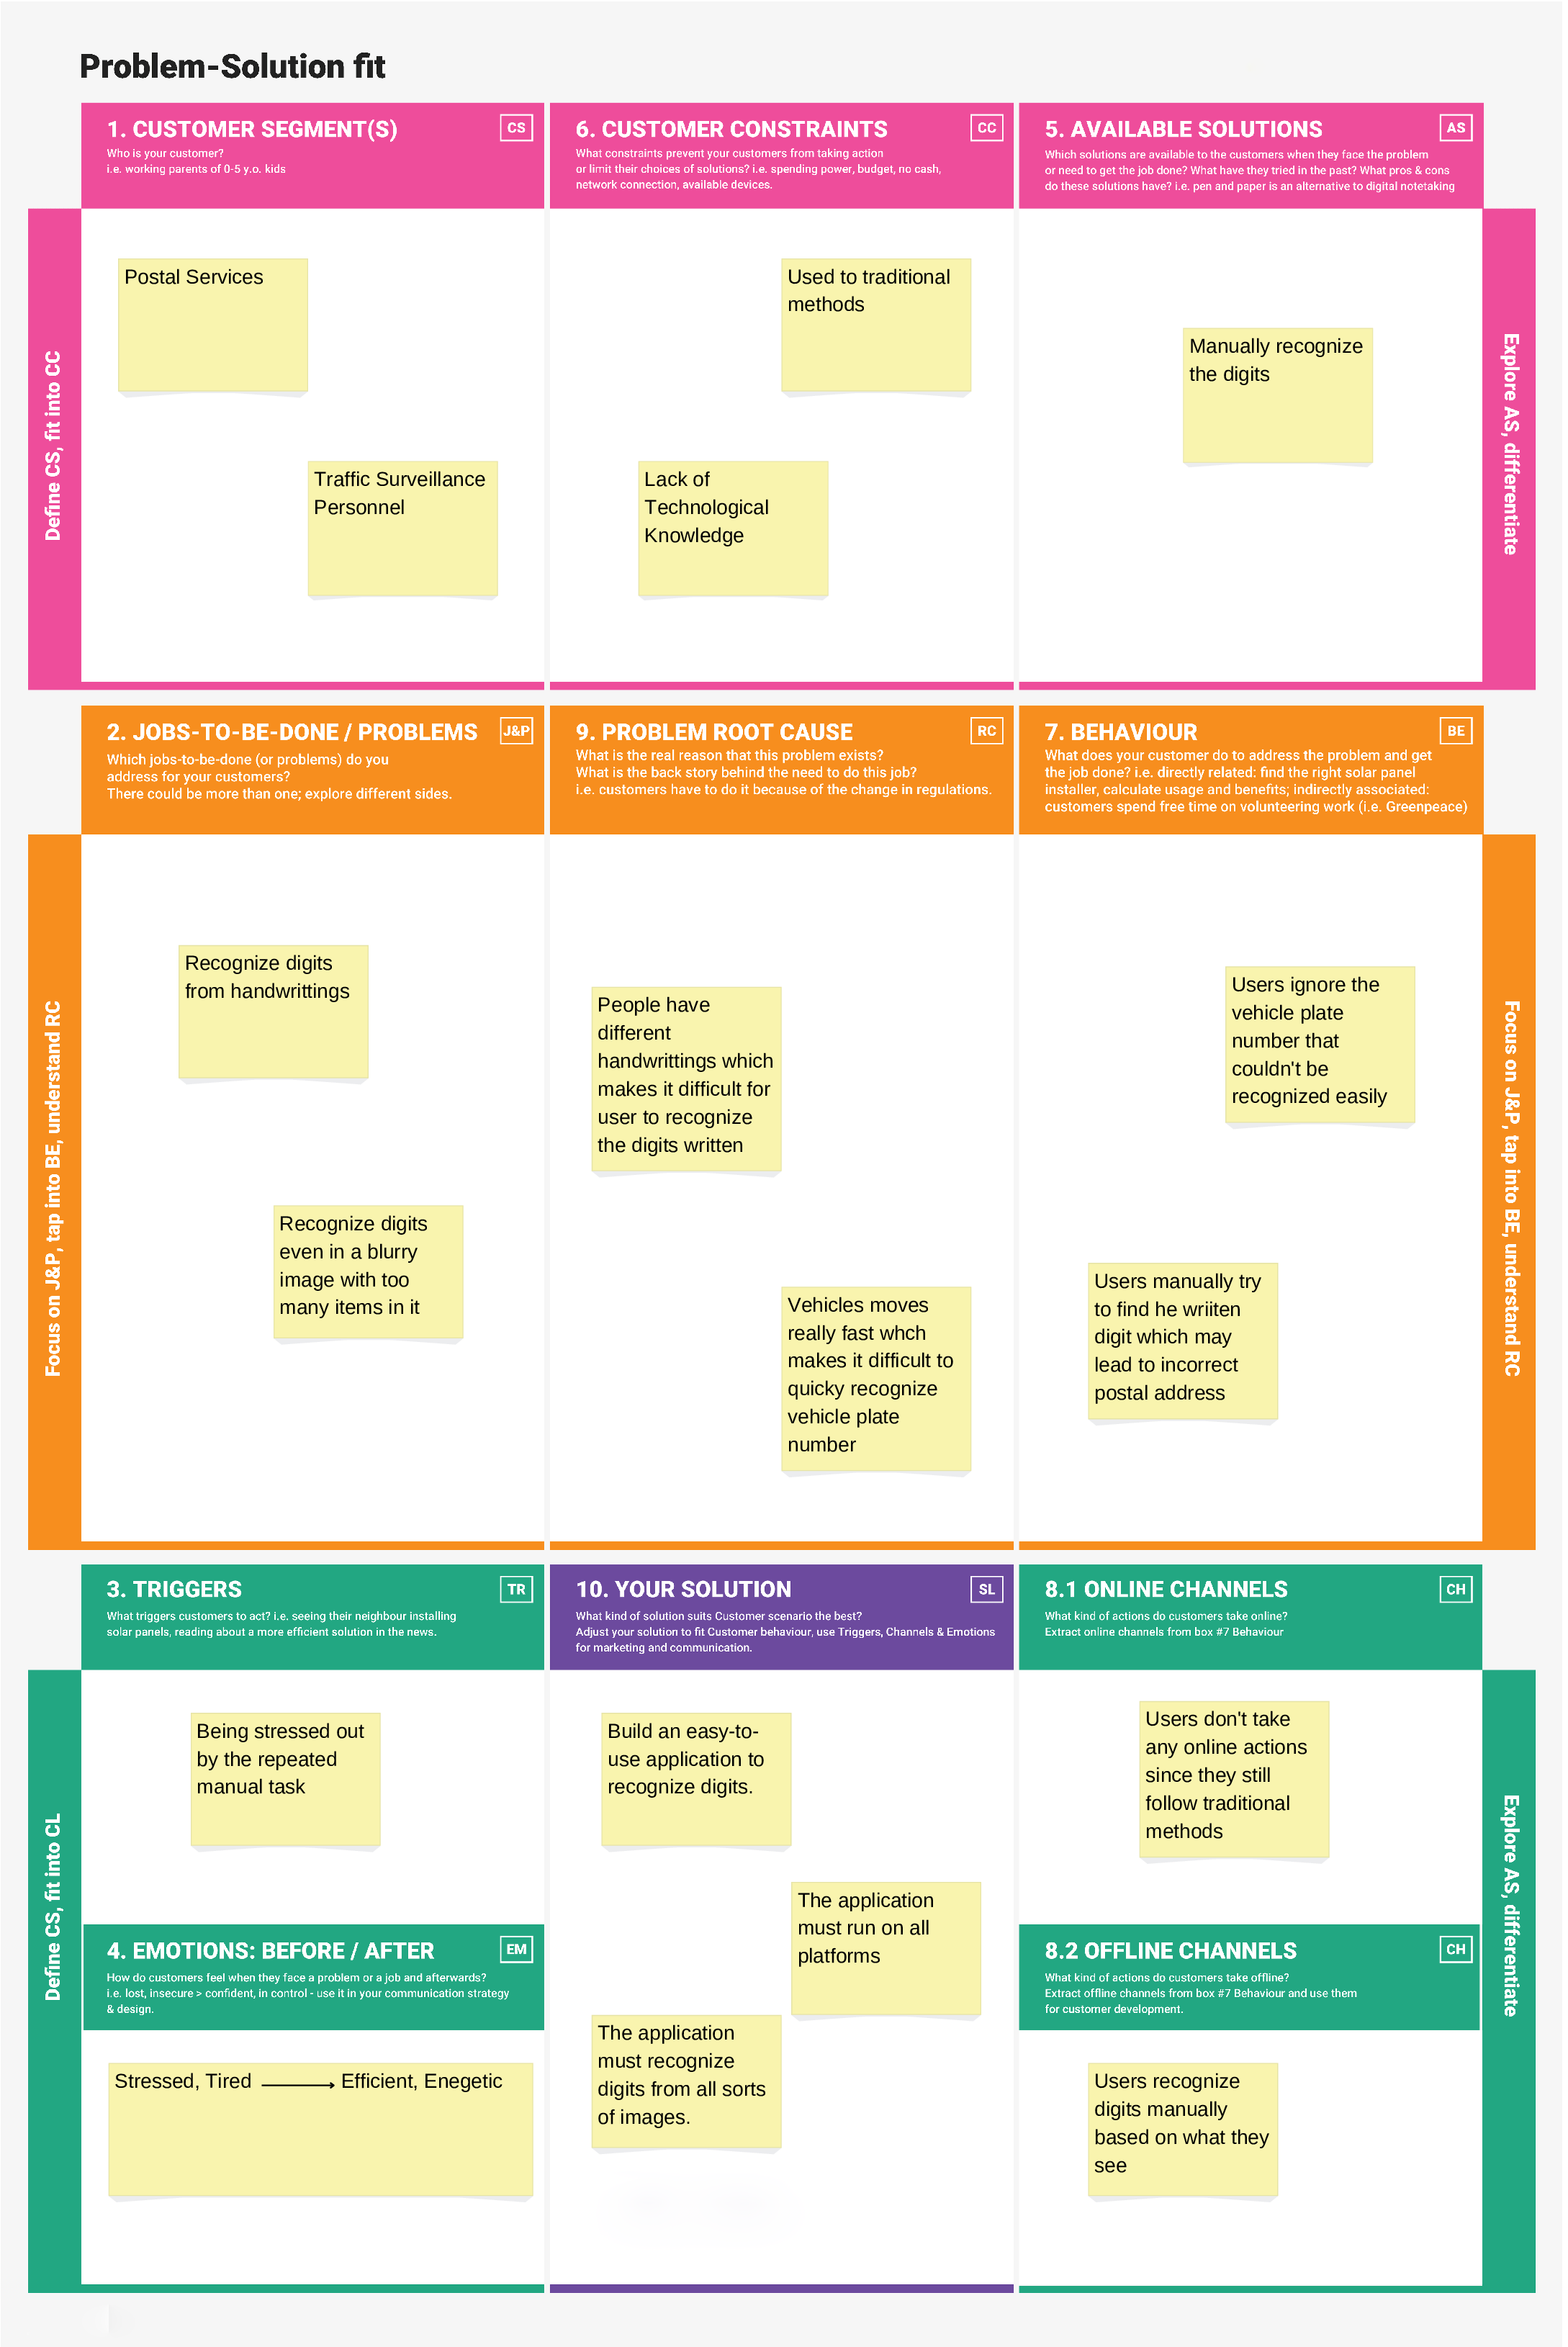 Problem-Solution fit
1. CUSTOMER SEGMENT(S)
CS
Who is your customer?
i.e. working parents of 0-5 y.o. kids
6. CUSTOMER CONSTRAINTS
CC
What constraints prevent your customers from taking action
or limit their choices of solutions? i.e. spending power, budget, no cash,
network connection, available devices.
5. AVAILABLE SOLUTIONS
AS
Which solutions are available to the customers when they face the problem
or need to get the job done? What have they tried in the past? What pros & cons
do these solutions have? i.e. pen and paper is an alternative to digital notetaking
Define CS, fit into CC
Postal Services
Traffic Surveillance
Personnel
Used to traditional
methods
Lack of
Technological
Knowledge
Manually recognize
the digits
Explore AS, differentiate
2. JOBS-TO-BE-DONE / PROBLEMS
J&P
Which jobs-to-be-done (or problems) do you
address for your customers?
There could be more than one; explore different sides.
9. PROBLEM ROOT CAUSE
RC
What is the real reason that this problem exists?
What is the back story behind the need to do this job?
i.e. customers have to do it because of the change in regulations.
7. BEHAVIOUR
BE
What does your customer do to address the problem and get
the job done? i.e. directly related: find the right solar panel
installer, calculate usage and benefits; indirectly associated:
customers spend free time on volunteering work (i.e. Greenpeace)
Focus on J&P, tap into BE, understand RC
Recognize digits
from handwrittings
Recognize digits
even in a blurry
image with too
many items in it
People have
different
handwrittings which
makes it difficult for
user to recognize
the digits written
Vehicles moves
really fast whch
makes it difficult to
quicky recognize
vehicle plate
number
Users ignore the
vehicle plate
number that
couldn't be
recognized easily
Users manually try
to find he wriiten
digit which may
lead to incorrect
postal address
Focus on J&P, tap into BE, understand RC
3. TRIGGERS
TR
What triggers customers to act? i.e. seeing their neighbour installing
solar panels, reading about a more efficient solution in the news.
10. YOUR SOLUTION
SL
What kind of solution suits Customer scenario the best?
Adjust your solution to fit Customer behaviour, use Triggers, Channels & Emotions
for marketing and communication.
8.1 ONLINE CHANNELS
CH
What kind of actions do customers take online?
Extract online channels from box #7 Behaviour
Define CS, fit into CL
Being stressed out
by the repeated
manual task
4. EMOTIONS: BEFORE / AFTER
EM
How do customers feel when they face a problem or a job and afterwards?
i.e. lost, insecure > confident, in control - use it in your communication strategy
& design.
Stressed, Tired ⟶ Efficient, Enegetic
Build an easy-to-
use application to
recognize digits.
The application
must run on all
platforms
The application
must recognize
digits from all sorts
of images.
Users don't take
any online actions
since they still
follow traditional
methods
8.2 OFFLINE CHANNELS
CH
What kind of actions do customers take offline?
Extract offline channels from box #7 Behaviour and use them
for customer development.
Users recognize
digits manually
based on what they
see
Explore AS, differentiate